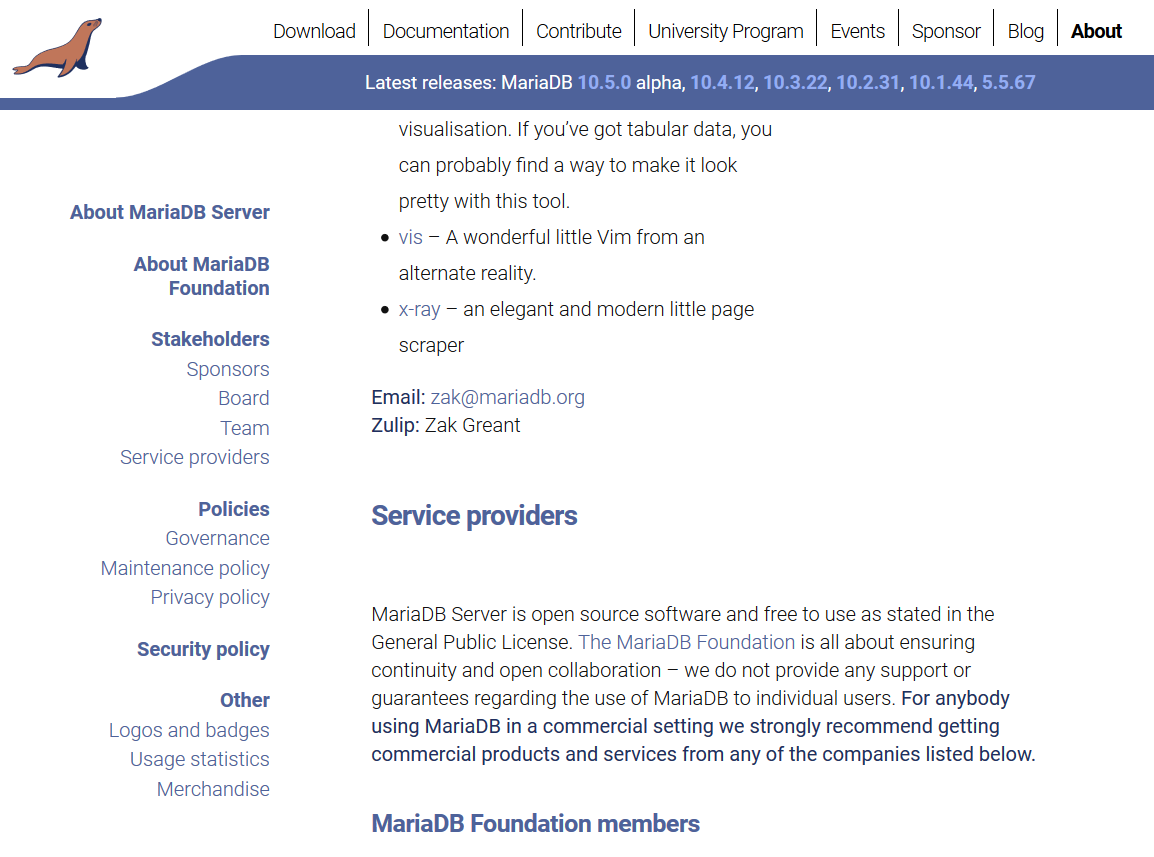 Download
Documentation
Contribute
University Program
Events
Sponsor
Blog
About
Latest releases: MariaDB 10.5.0 alpha, 10.4.12, 10.3.22, 10.2.31, 10.1.44, 5.5.67
About MariaDB Server
About MariaDB
Foundation
Stakeholders
Sponsors
Board
Team
Service providers
Policies
Governance
Maintenance policy
Privacy policy
Security policy
Other
Logos and badges
Usage statistics
Merchandise
visualisation. If you’ve got tabular data, you
can probably find a way to make it look
pretty with this tool.
• vis – A wonderful little Vim from an
alternate reality.
• x-ray – an elegant and modern little page
scraper
Email: zak@mariadb.org
Zulip: Zak Greant
Service providers
MariaDB Server is open source software and free to use as stated in the
General Public License. The MariaDB Foundation is all about ensuring
continuity and open collaboration – we do not provide any support or
guarantees regarding the use of MariaDB to individual users. For anybody
using MariaDB in a commercial setting we strongly recommend getting
commercial products and services from any of the companies listed below.
MariaDB Foundation members